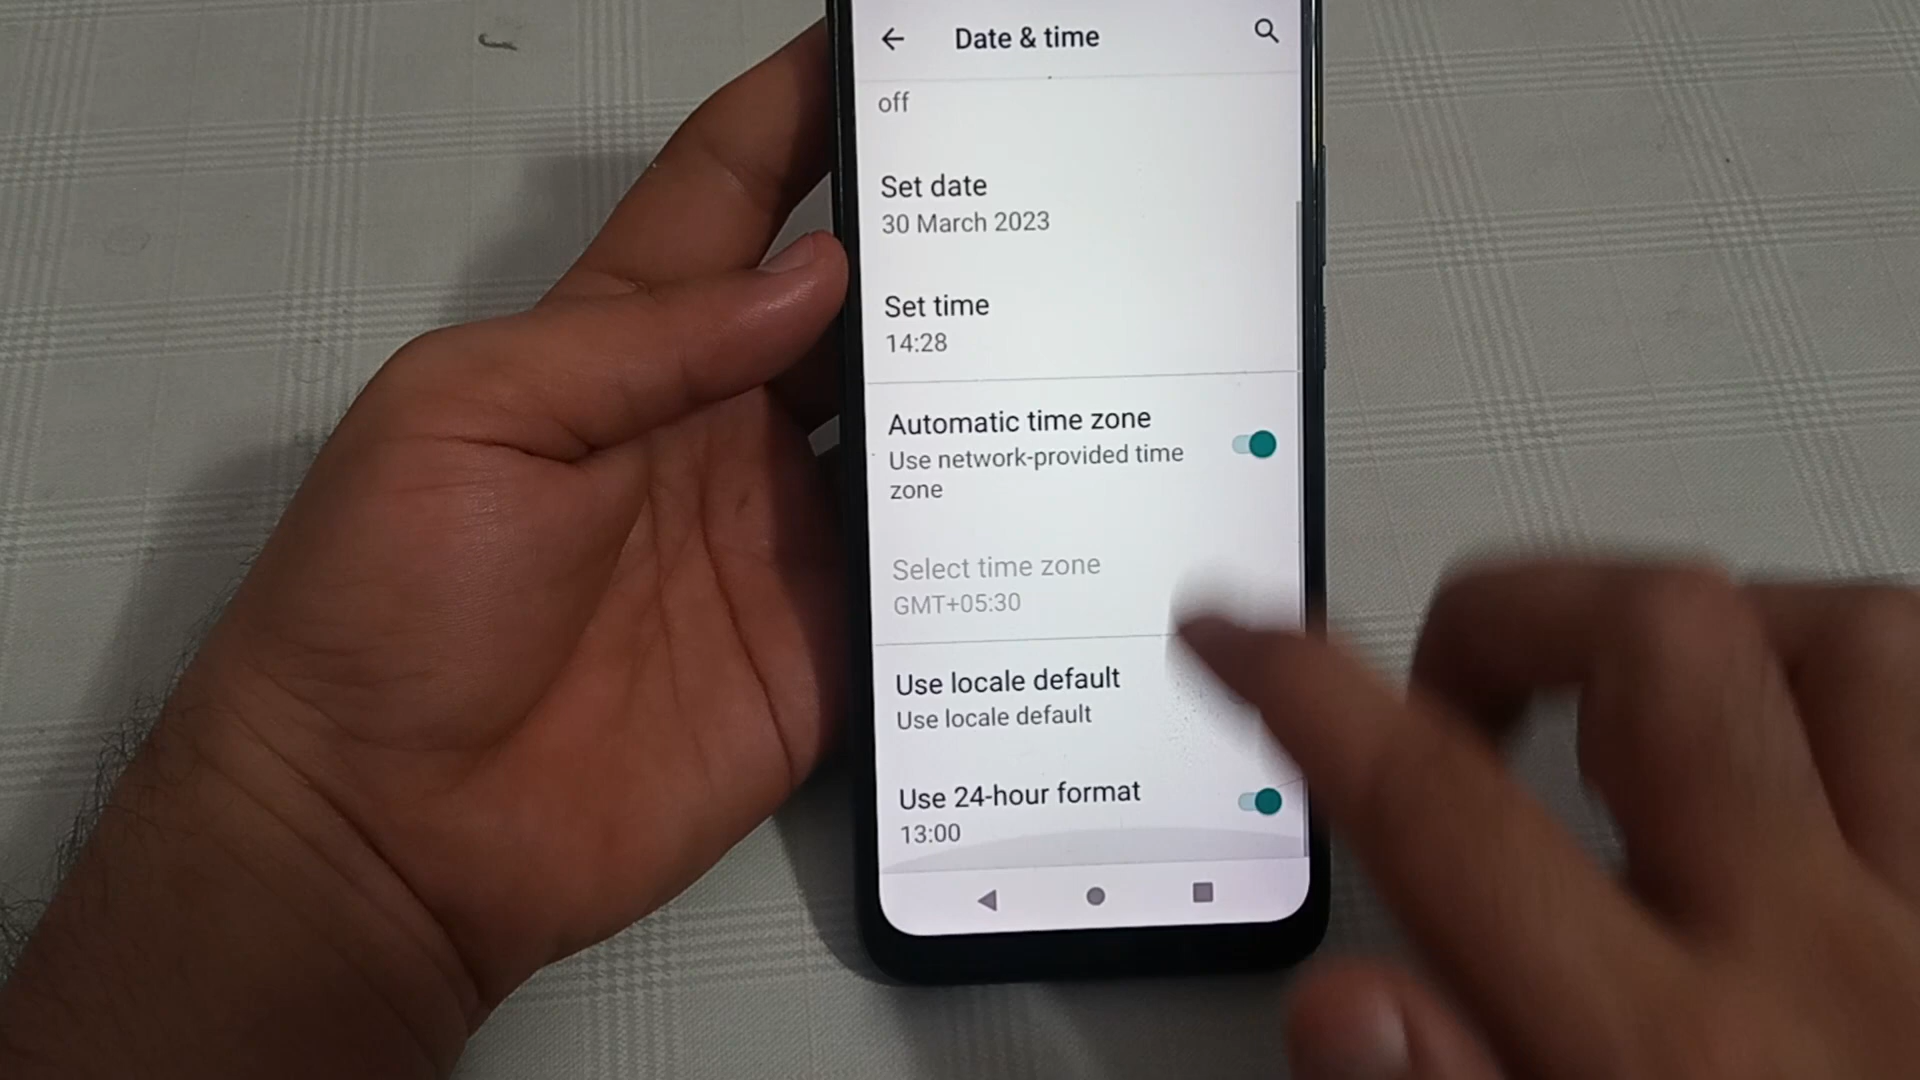 Date & time
off
Set date
30 March 2023
Set time
14:28
Automatic time zone
Use network-provided time
zone
Select time zone
GMT+05:30
Use locale default
Use locale default
Use 24-hour format
13:00